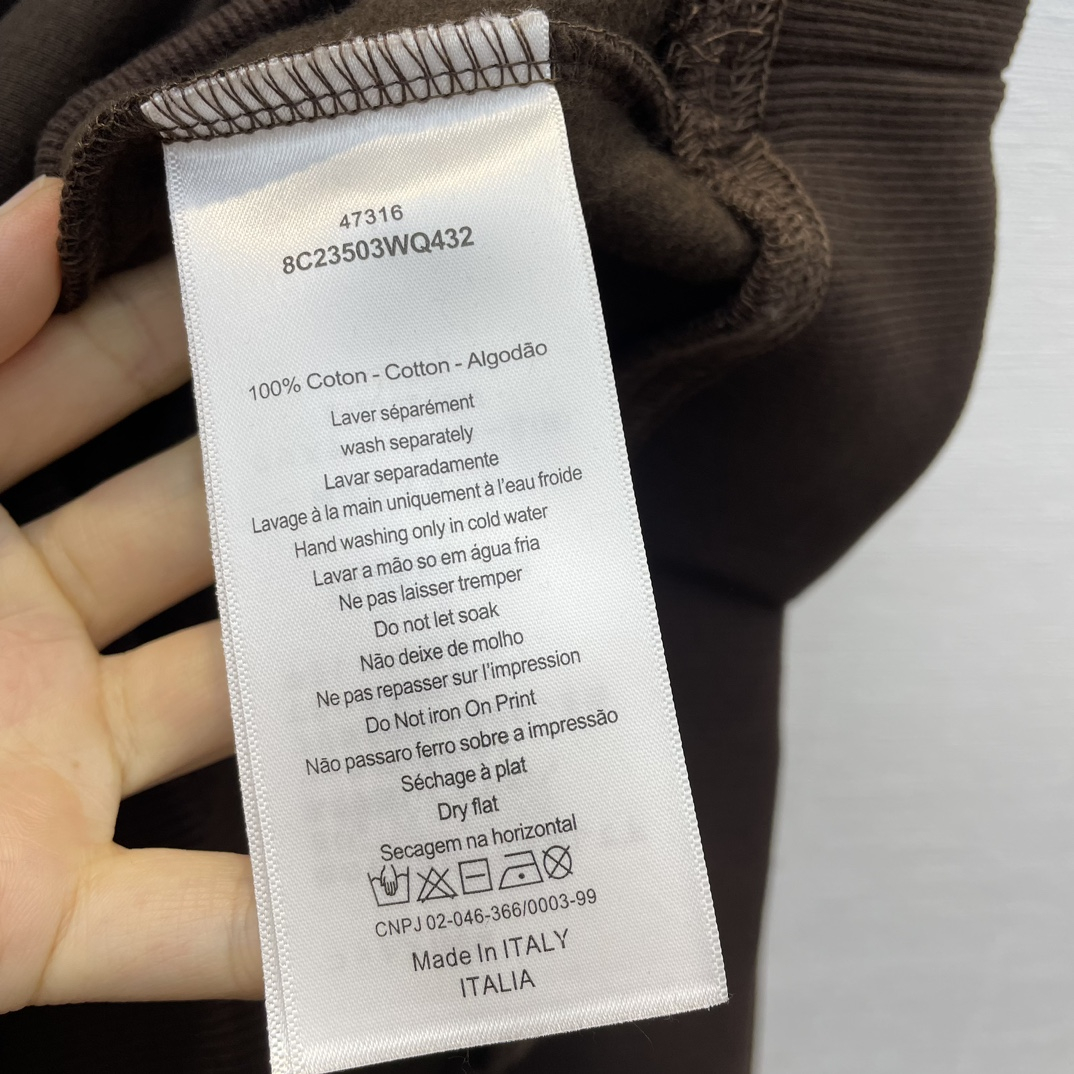 47316
8C23503WQ432
100% Coton - Cotton - Algodão
Laver séparément
wash separately
Lavar separadamente
Lavage à la main uniquement à l'eau froide
Hand washing only in cold water
Lavar a mão so em água fria
Ne pas laisser tremper
Do not let soak
Não deixe de molho
Ne pas repasser sur l'impression
Do Not iron On Print
Não passaro ferro sobre a impressão
Séchage à plat
Dry flat
Secagem na horizontal
CNPJ 02-046-366/0003-99
Made In ITALY
ITALIA